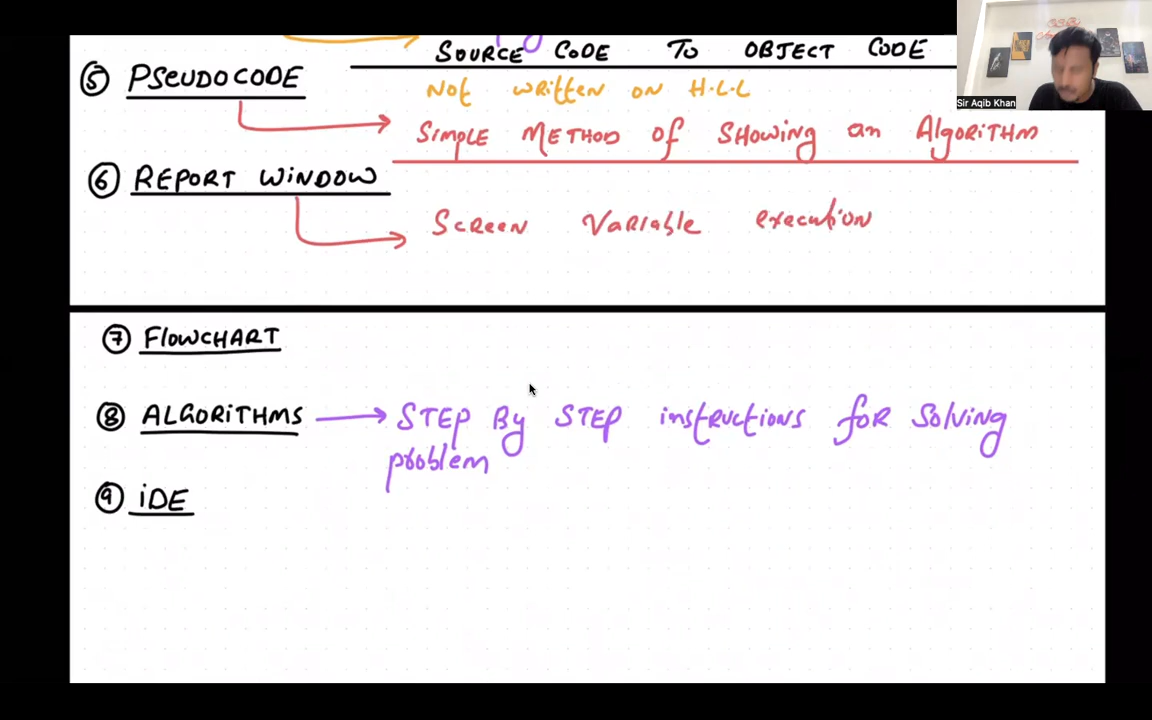 SOURCE CODE TO OBJECT CODE
⑤ PSEUDOCODE
Not written on H.L.L
SIMPLE METHOD of SHOWING an ALGORITHM
⑥ REPORT WINDOW
SCREEN VARIABLE execution
⑦ FLOWCHART
⑧ ALGORITHMS → STEP By STEP instructions for Solving
problem
⑨ iDE
Sir Aqib Khan